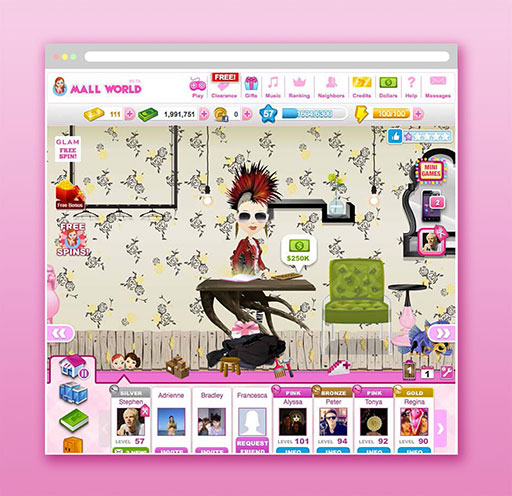 BETA
MALL WORLD
FREE!
Play
Clearance
Gifts
Music
Ranking
Neighbors
Credits
Dollars
Help
Messages
111
1,991,751
0
57
100/100
GLAM
FREE
SPIN!
Free Bonus
FREE
SPINS!
MINI
GAMES
2
$250K
1
SILVER
Stephen
LEVEL 57
Adrienne
INVITE
Bradley
INVITE
Francesca
REQUEST
FRIEND
PINK
Alyssa
LEVEL 101
INFO
BRONZE
Peter
LEVEL 94
INFO
PINK
Tonya
LEVEL 92
INFO
GOLD
Regina
LEVEL 90
INFO